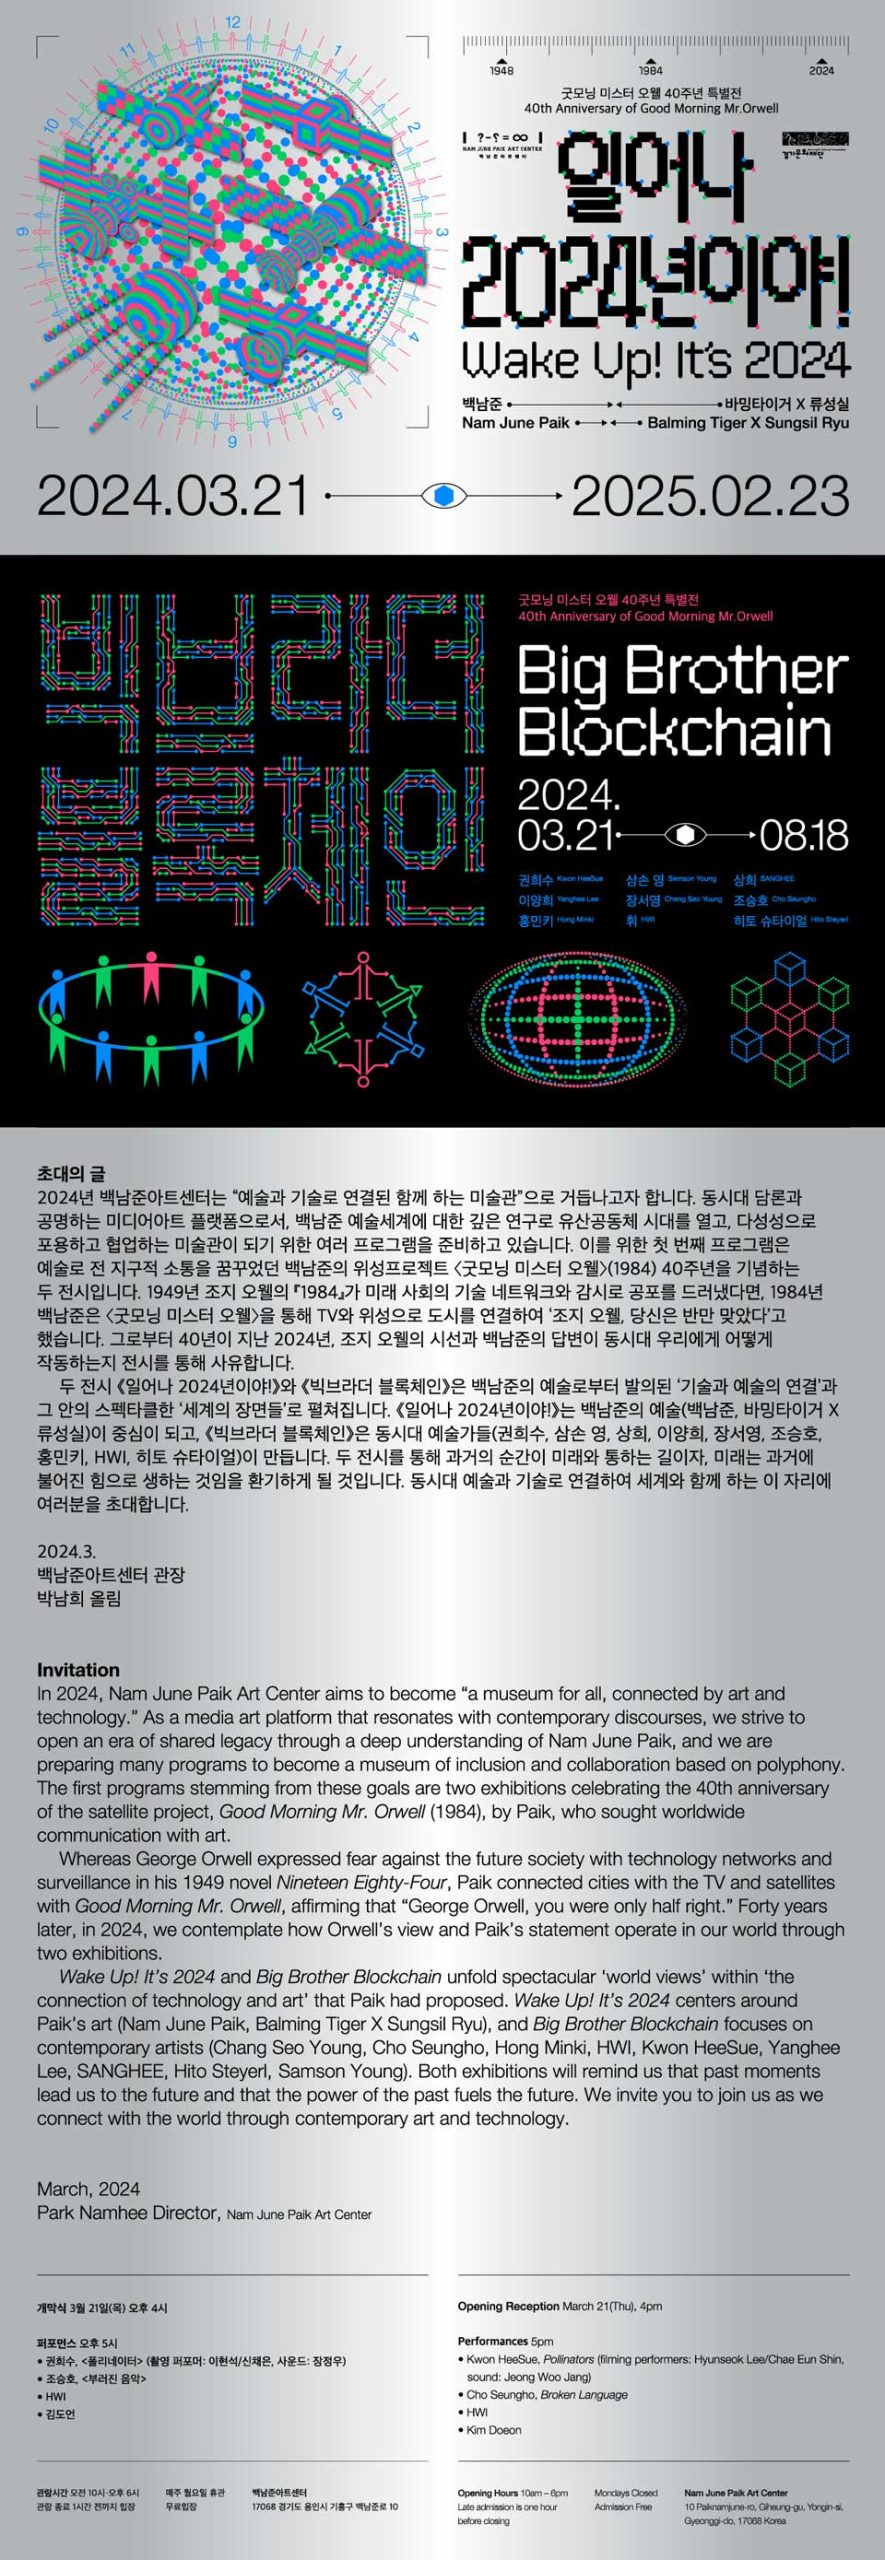 12
1
2
3
4
5
6
7
9
10
11
1948
1984
2024
굿모닝 미스터 오웰 40주년 특별전
40th Anniversary of Good Morning Mr.Orwell
?-?=∞
NAM JUNE PAIK ART CENTER
백남준아트센터
경기문화재단
일어나
2024년이야!
Wake Up! It's 2024
백남준 바밍타이거 X 류성실
Nam June Paik Balming Tiger X Sungsil Ryu
2024.03.21 2025.02.23
빅브라더
블록체인
굿모닝 미스터 오웰 40주년 특별전
40th Anniversary of Good Morning Mr.Orwell
Big Brother
Blockchain
2024.
03.21 08.18
권희수 Kwon HeeSue 삼손 영 Samson Young 상희 SANGHEE
이양희 Yanghee Lee 장서영 Chang Seo Young 조승호 Cho Seungho
홍민키 Hong Minki 휘 HWI 히토 슈타이얼 Hito Steyerl
초대의 글
2024년 백남준아트센터는 “예술과 기술로 연결된 함께 하는 미술관”으로 거듭나고자 합니다. 동시대 담론과
공명하는 미디어아트 플랫폼으로서, 백남준 예술세계에 대한 깊은 연구로 유산공동체 시대를 열고, 다성성으로
포용하고 협업하는 미술관이 되기 위한 여러 프로그램을 준비하고 있습니다. 이를 위한 첫 번째 프로그램은
예술로 전 지구적 소통을 꿈꾸었던 백남준의 위성프로젝트 〈굿모닝 미스터 오웰〉(1984) 40주년을 기념하는
두 전시입니다. 1949년 조지 오웰의 『1984』가 미래 사회의 기술 네트워크와 감시로 공포를 드러냈다면, 1984년
백남준은 〈굿모닝 미스터 오웰〉을 통해 TV와 위성으로 도시를 연결하여 ‘조지 오웰, 당신은 반만 맞았다’고
했습니다. 그로부터 40년이 지난 2024년, 조지 오웰의 시선과 백남준의 답변이 동시대 우리에게 어떻게
작동하는지 전시를 통해 사유합니다.
두 전시 《일어나 2024년이야!》와 《빅브라더 블록체인》은 백남준의 예술로부터 발의된 ‘기술과 예술의 연결’과
그 안의 스펙타클한 ‘세계의 장면들’로 펼쳐집니다. 《일어나 2024년이야!》는 백남준의 예술(백남준, 바밍타이거 X
류성실)이 중심이 되고, 《빅브라더 블록체인》은 동시대 예술가들(권희수, 삼손 영, 상희, 이양희, 장서영, 조승호,
홍민키, HWI, 히토 슈타이얼)이 만듭니다. 두 전시를 통해 과거의 순간이 미래와 통하는 길이자, 미래는 과거에
불어진 힘으로 생하는 것임을 환기하게 될 것입니다. 동시대 예술과 기술로 연결하여 세계와 함께 하는 이 자리에
여러분을 초대합니다.
2024.3.
백남준아트센터 관장
박남희 올림
Invitation
In 2024, Nam June Paik Art Center aims to become “a museum for all, connected by art and
technology.” As a media art platform that resonates with contemporary discourses, we strive to
open an era of shared legacy through a deep understanding of Nam June Paik, and we are
preparing many programs to become a museum of inclusion and collaboration based on polyphony.
The first programs stemming from these goals are two exhibitions celebrating the 40th anniversary
of the satellite project, Good Morning Mr. Orwell (1984), by Paik, who sought worldwide
communication with art.
Whereas George Orwell expressed fear against the future society with technology networks and
surveillance in his 1949 novel Nineteen Eighty-Four, Paik connected cities with the TV and satellites
with Good Morning Mr. Orwell, affirming that “George Orwell, you were only half right.” Forty years
later, in 2024, we contemplate how Orwell’s view and Paik’s statement operate in our world through
two exhibitions.
Wake Up! It’s 2024 and Big Brother Blockchain unfold spectacular ‘world views’ within ‘the
connection of technology and art’ that Paik had proposed. Wake Up! It’s 2024 centers around
Paik’s art (Nam June Paik, Balming Tiger X Sungsil Ryu), and Big Brother Blockchain focuses on
contemporary artists (Chang Seo Young, Cho Seungho, Hong Minki, HWI, Kwon HeeSue, Yanghee
Lee, SANGHEE, Hito Steyerl, Samson Young). Both exhibitions will remind us that past moments
lead us to the future and that the power of the past fuels the future. We invite you to join us as we
connect with the world through contemporary art and technology.
March, 2024
Park Namhee Director, Nam June Paik Art Center
개막식 3월 21일(목) 오후 4시
퍼포먼스 오후 5시
• 권희수, <폴리네이터> (촬영 퍼포머: 이현석/신채은, 사운드: 장정우)
• 조승호, <부러진 음악>
• HWI
• 김도언
Opening Reception March 21(Thu), 4pm
Performances 5pm
• Kwon HeeSue, Pollinators (filming performers: Hyunseok Lee/Chae Eun Shin,
sound: Jeong Woo Jang)
• Cho Seungho, Broken Language
• HWI
• Kim Doeon
관람시간 오전 10시-오후 6시
관람 종료 1시간 전까지 입장
매주 월요일 휴관
무료입장
백남준아트센터
17068 경기도 용인시 기흥구 백남준로 10
Opening Hours 10am – 6pm
Late admission is one hour
before closing
Mondays Closed
Admission Free
Nam June Paik Art Center
10 Paiknamjune-ro, Giheung-gu, Yongin-si,
Gyeonggi-do, 17068 Korea